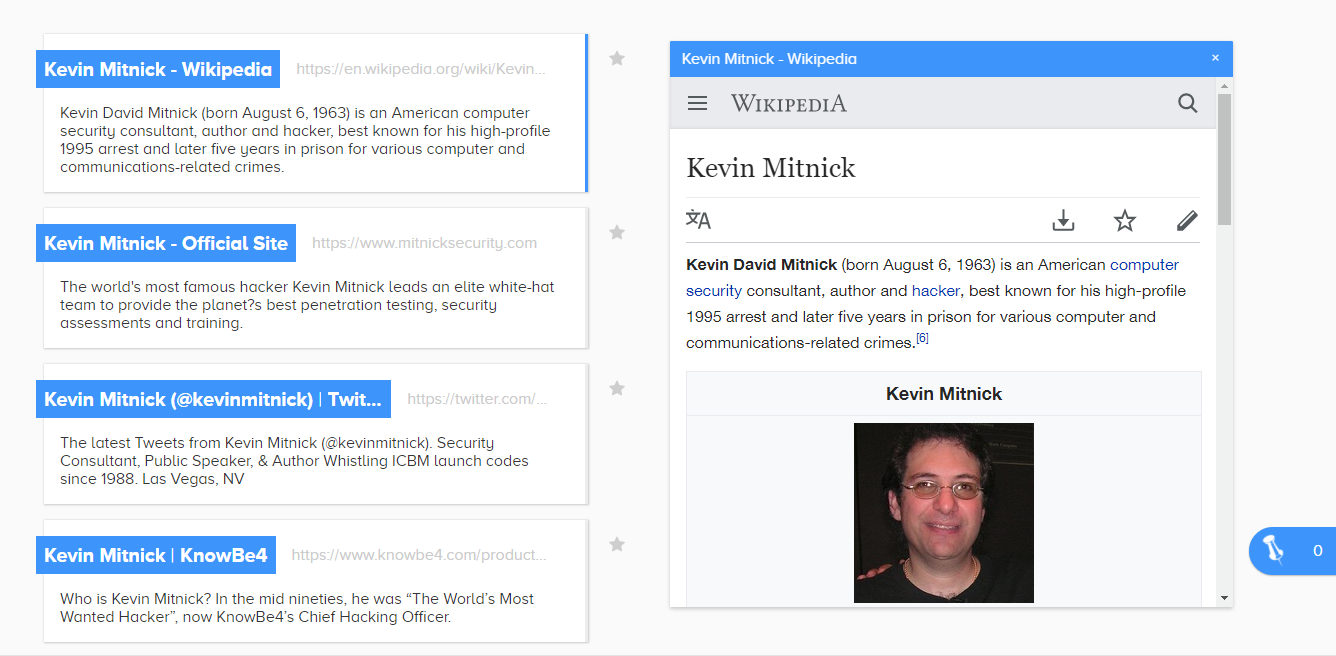 Kevin Mitnick - Wikipedia
https://en.wikipedia.org/wiki/Kevin...
Kevin David Mitnick (born August 6, 1963) is an American computer
security consultant, author and hacker, best known for his high-profile
1995 arrest and later five years in prison for various computer and
communications-related crimes.
Kevin Mitnick - Official Site
https://www.mitnicksecurity.com
The world's most famous hacker Kevin Mitnick leads an elite white-hat
team to provide the planet?s best penetration testing, security
assessments and training.
Kevin Mitnick (@kevinmitnick) | Twit...
https://twitter.com/...
The latest Tweets from Kevin Mitnick (@kevinmitnick). Security
Consultant, Public Speaker, & Author Whistling ICBM launch codes
since 1988. Las Vegas, NV
Kevin Mitnick | KnowBe4
https://www.knowbe4.com/product...
Who is Kevin Mitnick? In the mid nineties, he was “The World’s Most
Wanted Hacker”, now KnowBe4’s Chief Hacking Officer.
Kevin Mitnick - Wikipedia
×
WIKIPEDIA
Kevin Mitnick
文A
Kevin David Mitnick (born August 6, 1963) is an American computer
security consultant, author and hacker, best known for his high-profile
1995 arrest and later five years in prison for various computer and
communications-related crimes.[6]
Kevin Mitnick
0